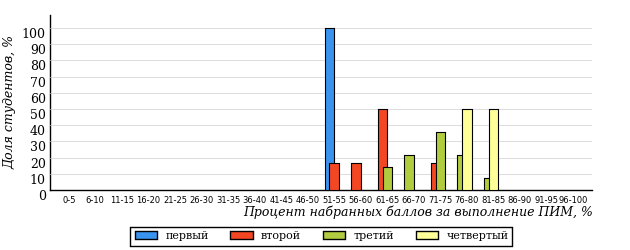 Доля студентов, %
100
90
80
70
60
50
40
30
20
10
0
0-5 6-10 11-15 16-20 21-25 26-30 31-35 36-40 41-45 46-50 51-55 56-60 61-65 66-70 71-75 76-80 81-85 86-90 91-95 96-100
Процент набранных баллов за выполнение ПИМ, %
первый второй третий четвертый